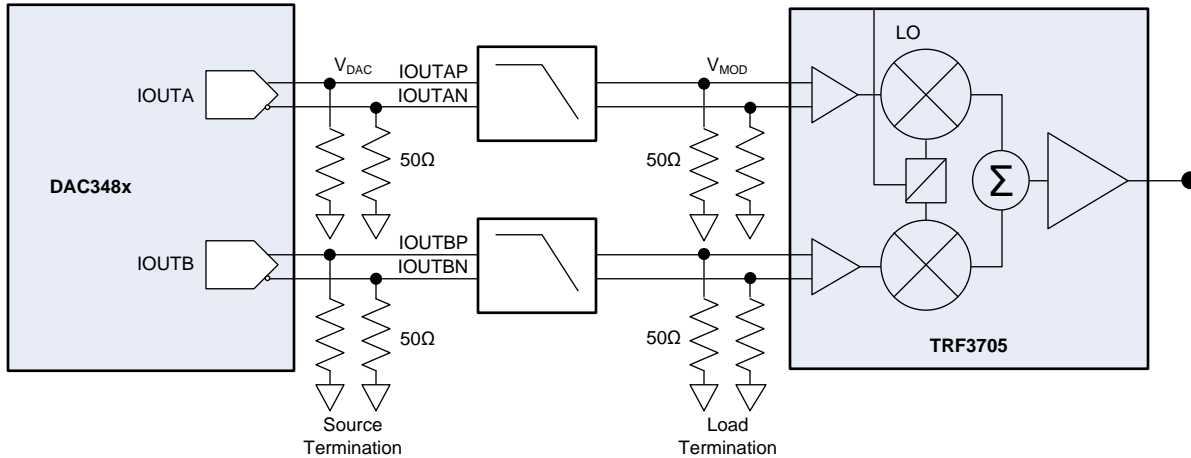 LO
V_DAC
IOUTAP
V_MOD
IOUTAN
IOUTA
50Ω
50Ω
DAC348x
Σ
IOUTBP
IOUTBN
IOUTB
50Ω
50Ω
TRF3705
Source
Termination
Load
Termination